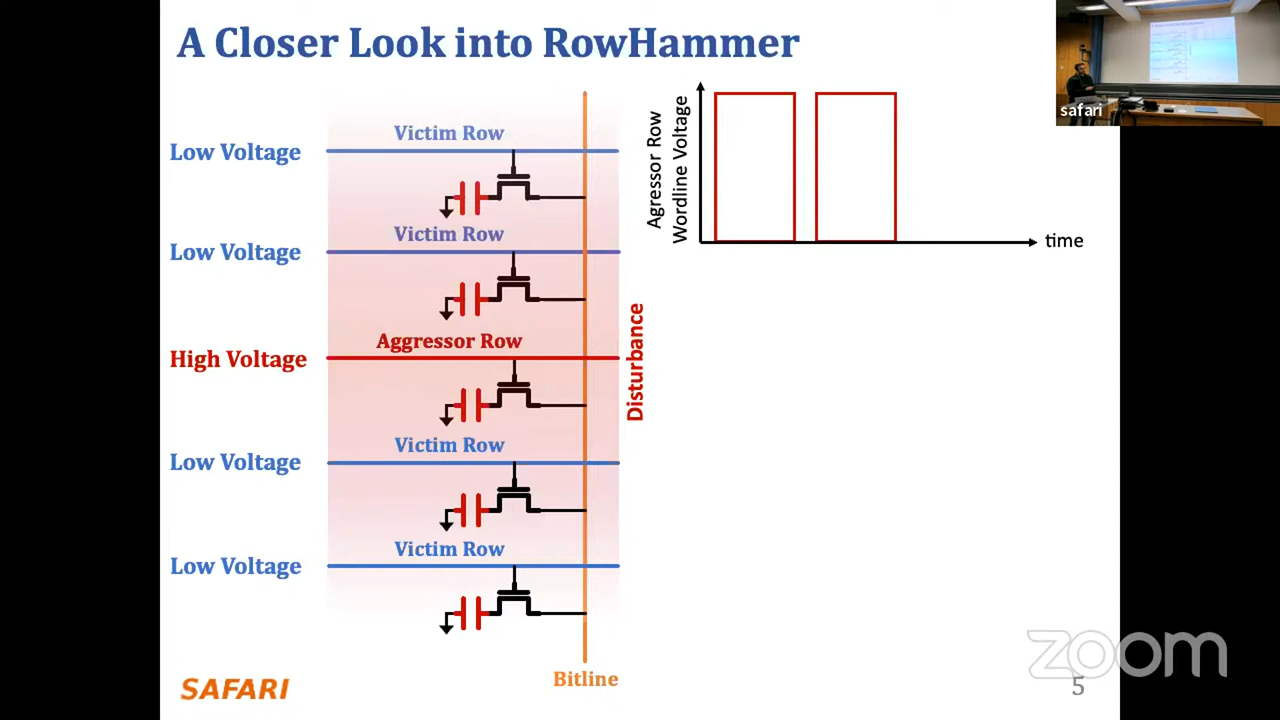 A Closer Look into RowHammer
safari
Low Voltage
Victim Row
Low Voltage
Victim Row
High Voltage
Aggressor Row
Low Voltage
Victim Row
Low Voltage
Victim Row
Bitline
Disturbance
Agressor Row
Wordline Voltage
time
SAFARI
zoom
5